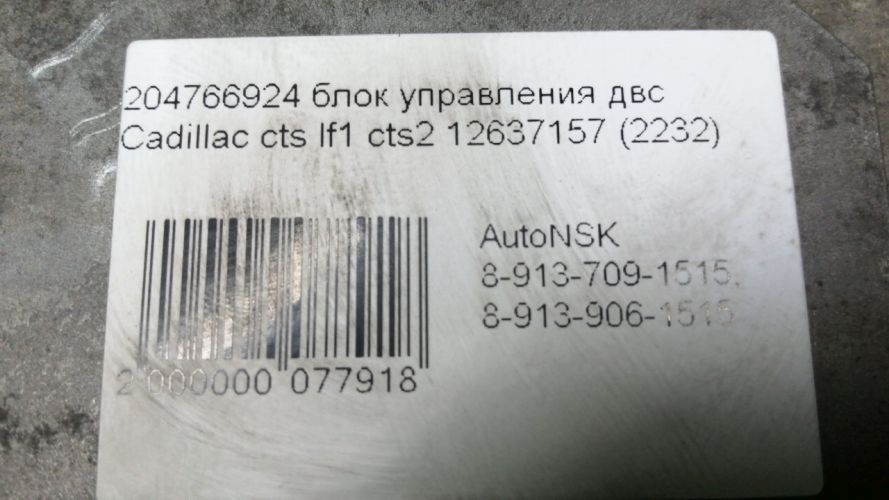 204766924 блок управления двс
Cadillac cts lf1 cts2 12637157 (2232)
AutoNSK
8-913-709-1515,
8-913-906-1515
2 000000 077918